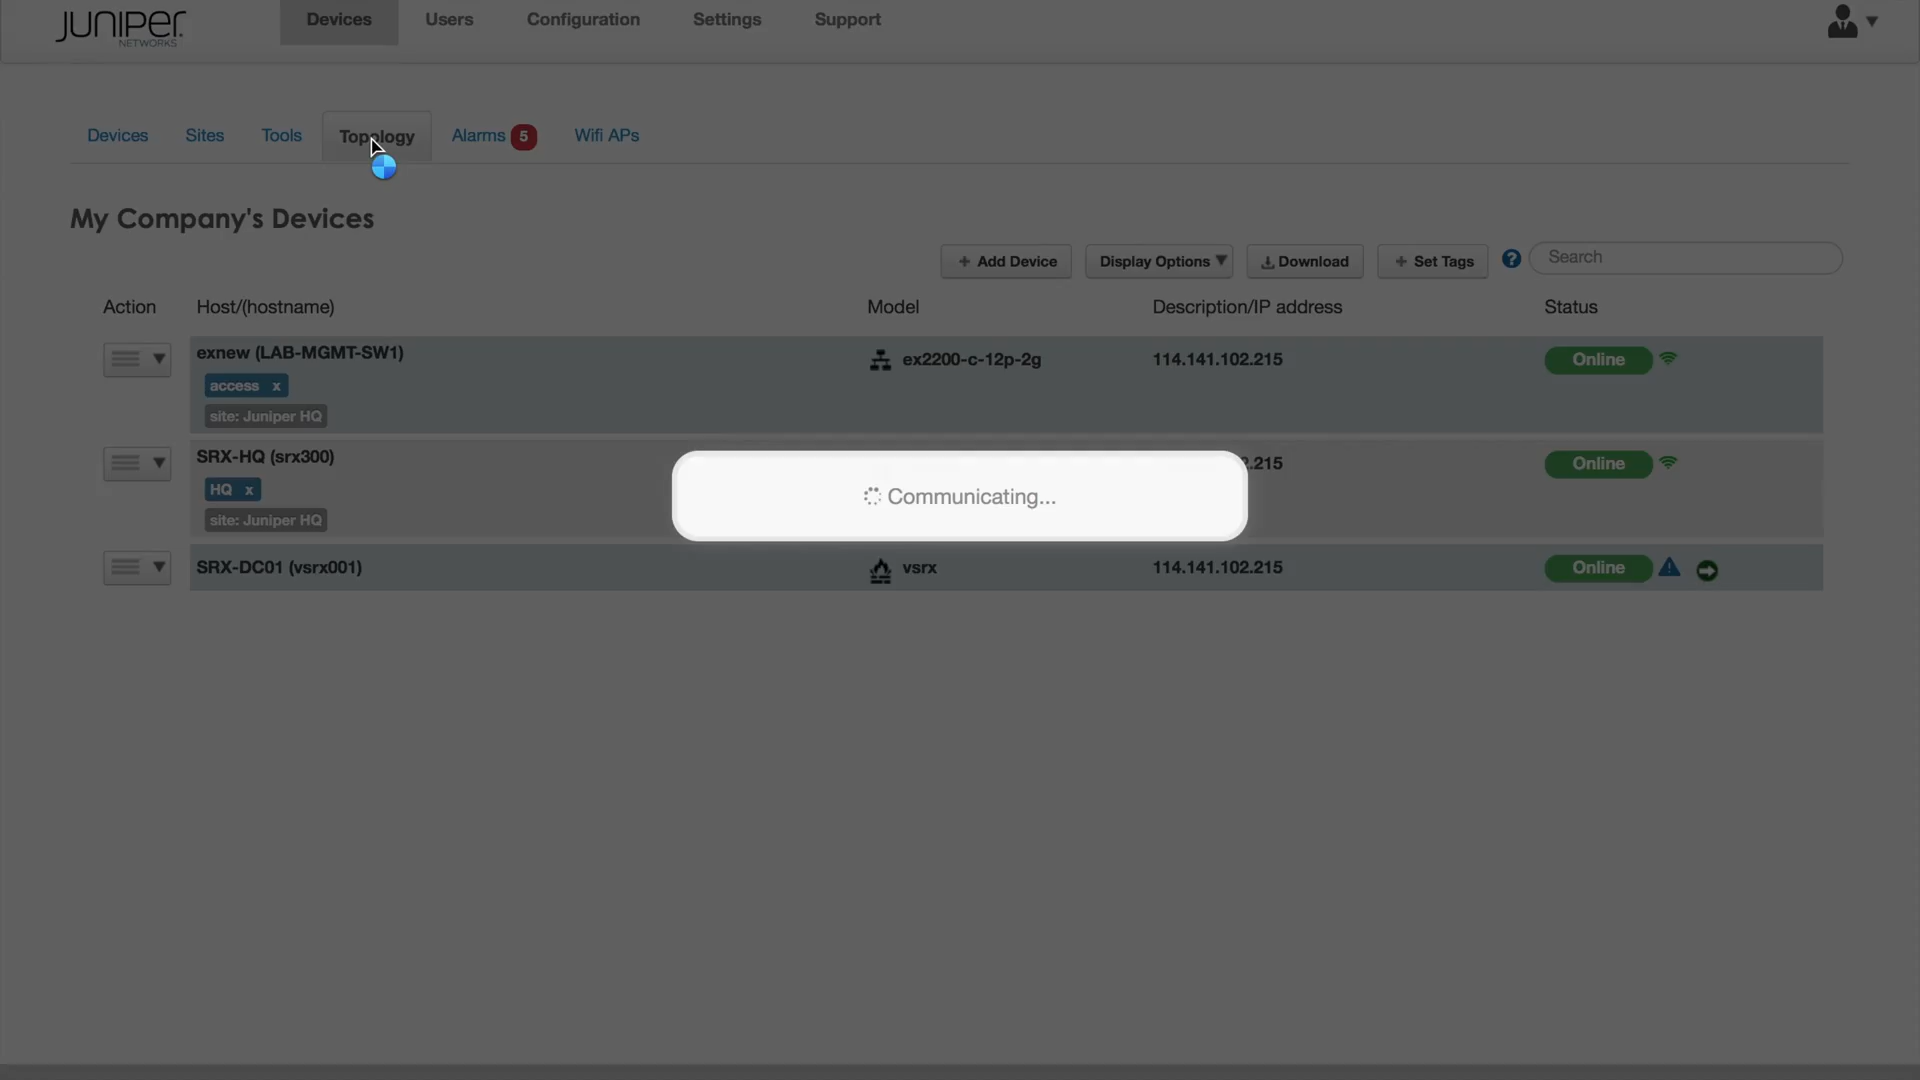 JUNIPER
NETWORKS
Devices Users Configuration Settings Support
Devices Sites Tools Topology Alarms 5 Wifi APs
My Company's Devices
+ Add Device Display Options Download + Set Tags ? Search
Action Host/(hostname) Model Description/IP address Status
exnew (LAB-MGMT-SW1) ex2200-c-12p-2g 114.141.102.215 Online
access x
site: Juniper HQ
SRX-HQ (srx300) .215 Online
HQ x
Communicating...
site: Juniper HQ
SRX-DC01 (vsrx001) vsrx 114.141.102.215 Online